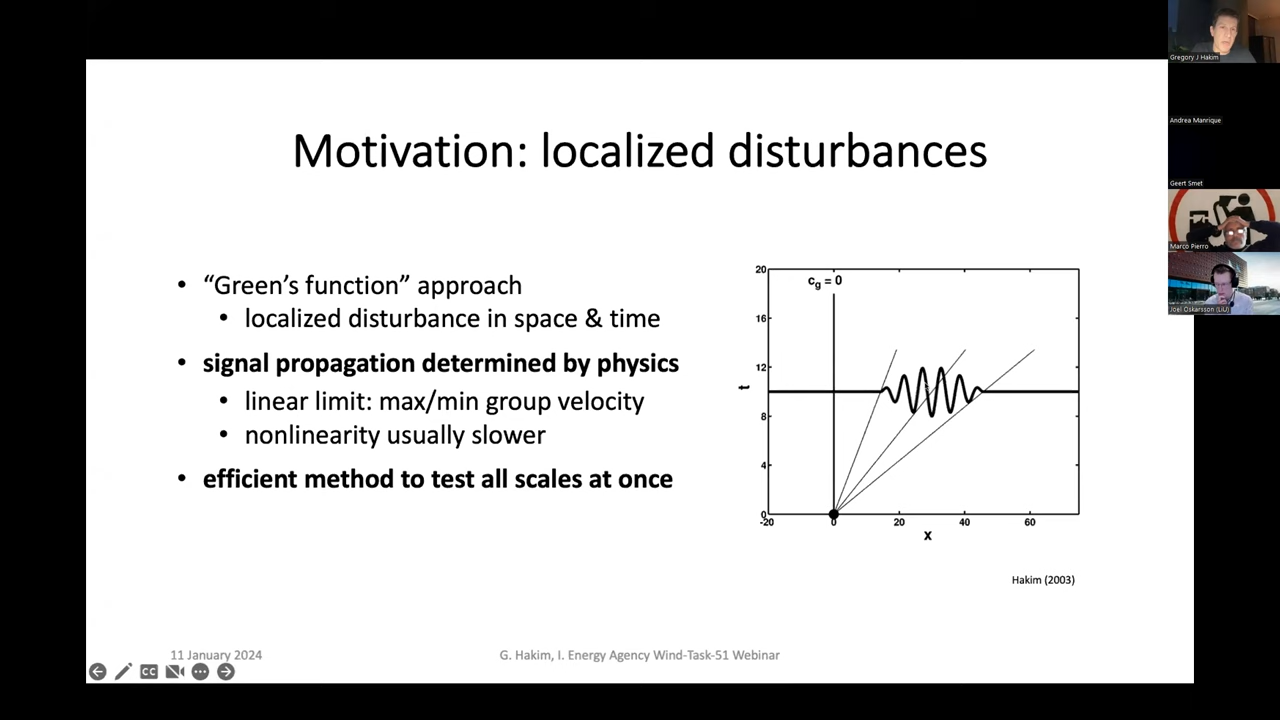 Motivation: localized disturbances
• “Green’s function” approach
• localized disturbance in space & time
• signal propagation determined by physics
• linear limit: max/min group velocity
• nonlinearity usually slower
• efficient method to test all scales at once
20
16
12
8
4
0
t
cg = 0
-20
0
20
40
60
x
Hakim (2003)
11 January 2024
G. Hakim, I. Energy Agency Wind-Task-51 Webinar
CC
Gregory J Hakim
Andrea Manrique
Geert Smet
Marco Pierro
Joel Oskarsson (LiU)